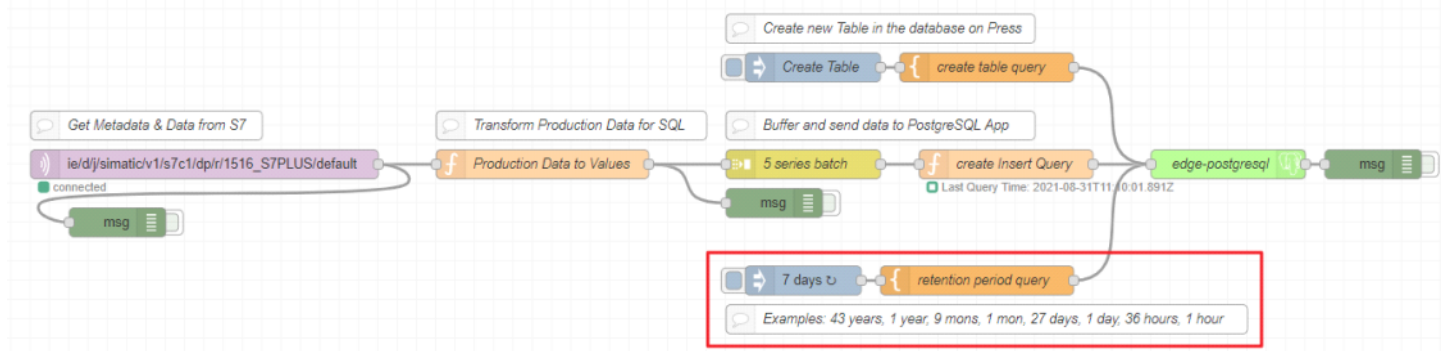 Create new Table in the database on Press
Create Table
create table query
Get Metadata & Data from S7
Transform Production Data for SQL
Buffer and send data to PostgreSQL App
ie/d/j/simatic/v1/s7c1/dp/r/1516_S7PLUS/default
Production Data to Values
5 series batch
create Insert Query
edge-postgresql
msg
connected
Last Query Time: 2021-08-31T11:10:01.891Z
msg
msg
7 days ↻
retention period query
Examples: 43 years, 1 year, 9 mons, 1 mon, 27 days, 1 day, 36 hours, 1 hour